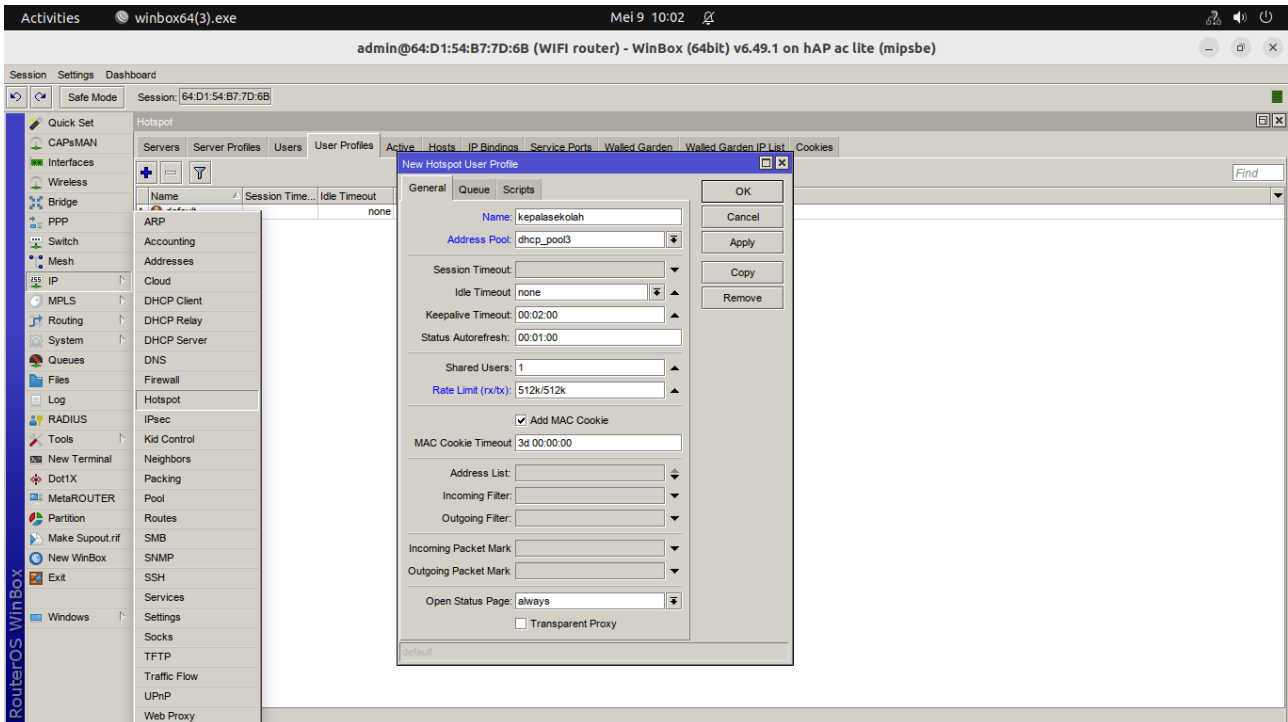 Activities winbox64(3).exe Mei 9 10:02
admin@64:D1:54:B7:7D:6B (WIFI router) - WinBox (64bit) v6.49.1 on hAP ac lite (mipsbe)
Session Settings Dashboard
Safe Mode Session: 64:D1:54:B7:7D:6B
RouterOS WinBox
Quick Set
CAPsMAN
Interfaces
Wireless
Bridge
PPP
Switch
Mesh
IP
MPLS
Routing
System
Queues
Files
Log
RADIUS
Tools
New Terminal
Dot1X
MetaROUTER
Partition
Make Supout.rif
New WinBox
Exit
Windows
Hotspot
Servers Server Profiles Users User Profiles Active Hosts IP Bindings Service Ports Walled Garden Walled Garden IP List Cookies
Find
Name Session Time... Idle Timeout
* default none
ARP
Accounting
Addresses
Cloud
DHCP Client
DHCP Relay
DHCP Server
DNS
Firewall
Hotspot
IPsec
Kid Control
Neighbors
Packing
Pool
Routes
SMB
SNMP
SSH
Services
Settings
Socks
TFTP
Traffic Flow
UPnP
Web Proxy
New Hotspot User Profile
General Queue Scripts
Name: kepalasekolah
Address Pool: dhcp_pool3
Session Timeout:
Idle Timeout none
Keepalive Timeout: 00:02:00
Status Autorefresh: 00:01:00
Shared Users: 1
Rate Limit (rx/tx): 512k/512k
Add MAC Cookie
MAC Cookie Timeout 3d 00:00:00
Address List:
Incoming Filter:
Outgoing Filter:
Incoming Packet Mark
Outgoing Packet Mark
Open Status Page: always
Transparent Proxy
default
OK
Cancel
Apply
Copy
Remove